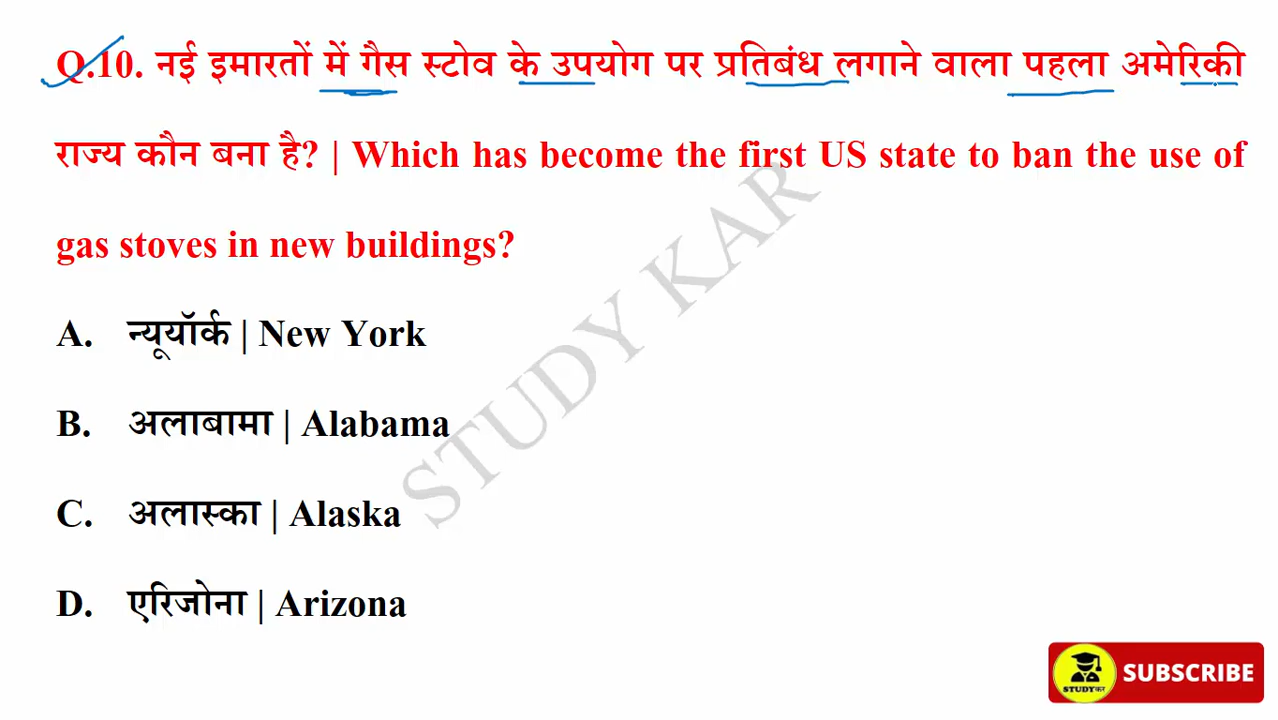 Q.10. नई इमारतों में गैस स्टोव के उपयोग पर प्रतिबंध लगाने वाला पहला अमेरिकी
राज्य कौन बना है? | Which has become the first US state to ban the use of
gas stoves in new buildings?
A. न्यूयॉर्क | New York
B. अलाबामा | Alabama
C. अलास्का | Alaska
D. एरिजोना | Arizona
STUDY KAR
STUDYकर
SUBSCRIBE